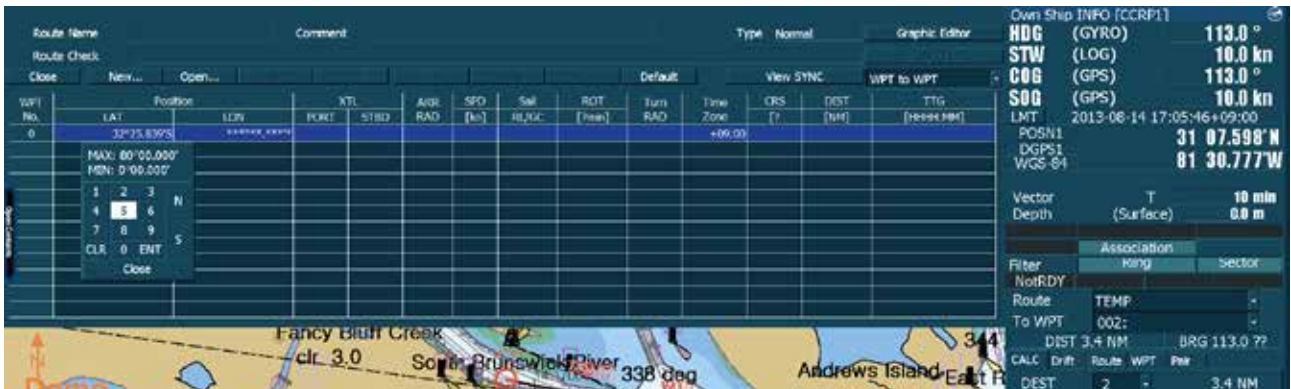 Route Name Comment Type Normal Graphic Editor
Route Check
Close New... Open... Default View SYNC WPT to WPT
WPT No. Position LAT LON XTL PORT STBD ARR RAD SPD [kn] Sail RL/GC ROT [°/min] Turn RAD Time Zone CRS [? DIST [NM] TTG [HHHH:MM]
0 32°25.839'S ******.***'* +09:00
MAX: 80°00.000'
MIN: 0°00.000'
1 2 3 N
4 5 6
7 8 9 S
CLR 0 ENT
Close
Own Ship INFO [CCRP1]
HDG (GYRO) 113.0 °
STW (LOG) 10.0 kn
COG (GPS) 113.0 °
SOG (GPS) 10.0 kn
LMT 2013-08-14 17:05:46+09:00
POSN1 31 07.598'N
DGPS1
WGS-84 81 30.777'W
Vector T 10 min
Depth (Surface) 0.0 m
Association
Filter Ring Sector
NotRDY
Route TEMP
To WPT 002:
DIST 3.4 NM BRG 113.0 ??
CALC Drift Route WPT Pair
DEST 2 3.4 NM
Fancy Bluff Creek
clr 3.0
South Brunswick River
338 deg
Andrews Island
344
East R
Demo